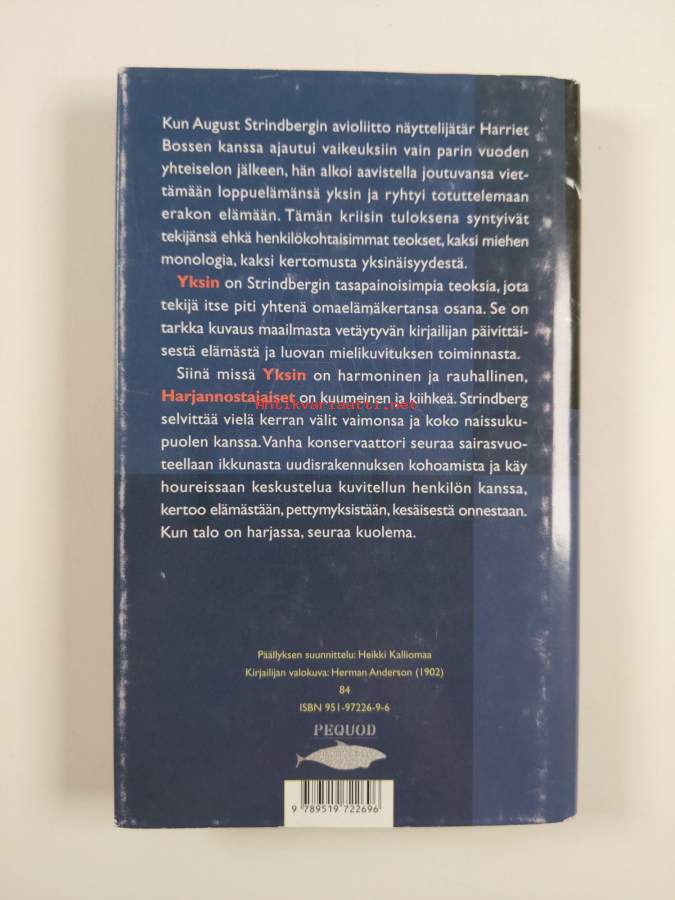 Kun August Strindbergin avioliitto näyttelijätär Harriet
Bossen kanssa ajautui vaikeuksiin vain parin vuoden
yhteiselon jälkeen, hän alkoi aavistella joutuvansa viet-
tämään loppuelämänsä yksin ja ryhtyi totuttelemaan
erakon elämään. Tämän kriisin tuloksena syntyivät
tekijänsä ehkä henkilökohtaisimmat teokset, kaksi miehen
monologia, kaksi kertomusta yksinäisyydestä.
Yksin on Strindbergin tasapainoisimpia teoksia, jota
tekijä itse piti yhtenä omaelämäkertansa osana. Se on
tarkka kuvaus maailmasta vetäytyvän kirjailijan päivittäi-
sestä elämästä ja luovan mielikuvituksen toiminnasta.
Siinä missä Yksin on harmoninen ja rauhallinen,
Harjannostajaiset on kuumeinen ja kiihkeä. Strindberg
Antikvariaatti.net
selvittää vielä kerran välit vaimonsa ja koko naissuku-
puolen kanssa. Vanha konservaattori seuraa sairasvuo-
teellaan ikkunasta uudisrakennuksen kohoamista ja käy
houreissaan keskustelua kuvitellun henkilön kanssa,
kertoo elämästään, pettymyksistään, kesäisestä onnestaan.
Kun talo on harjassa, seuraa kuolema.
Päällyksen suunnittelu: Heikki Kalliomaa
Kirjailijan valokuva: Herman Anderson (1902)
84
ISBN 951-97226-9-6
PEQUOD
9 789519 722696